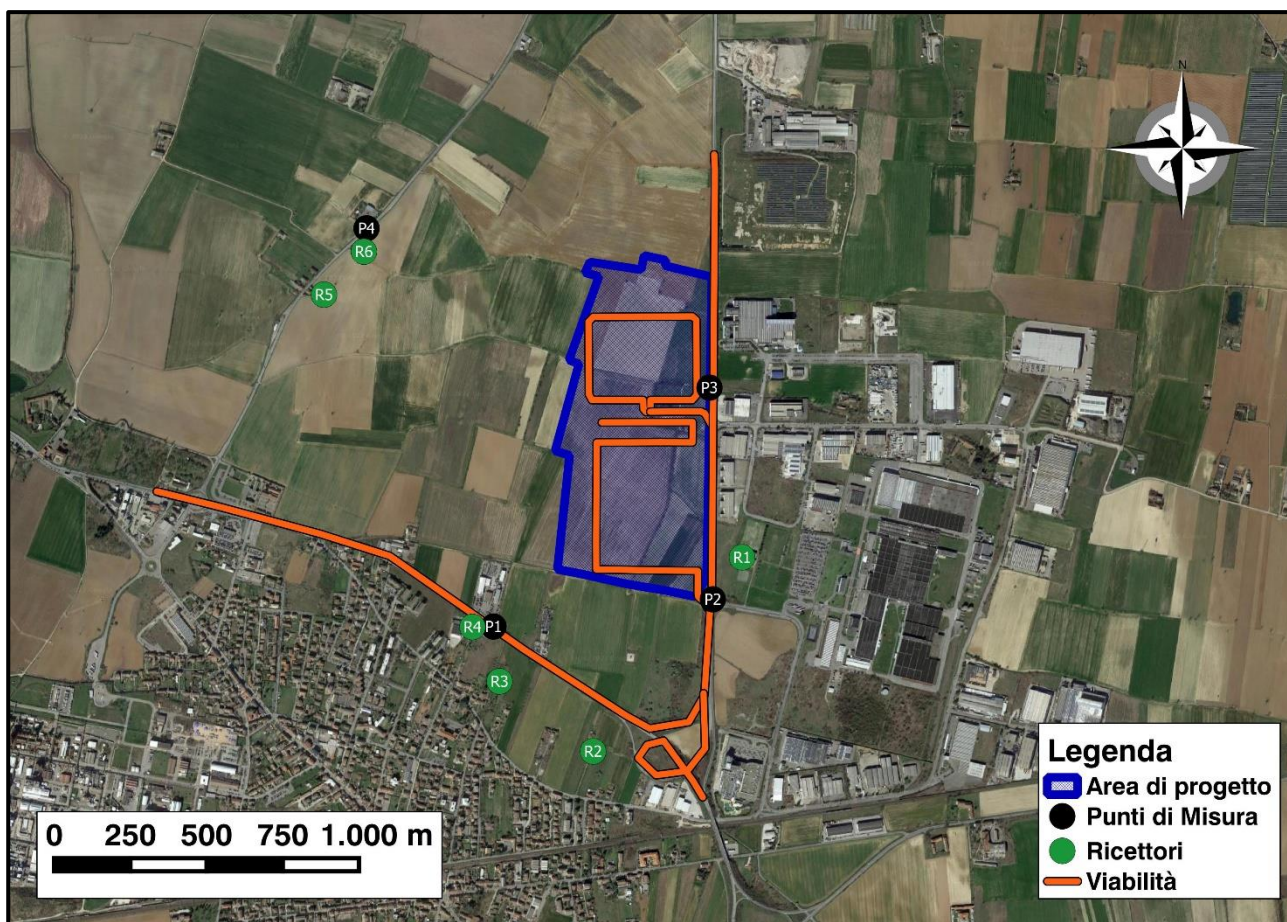 N
P4
R6
R5
P3
R1
P2
R4
P1
R3
R2
0 250 500 750 1.000 m
Legenda
Area di progetto
Punti di Misura
Ricettori
Viabilità